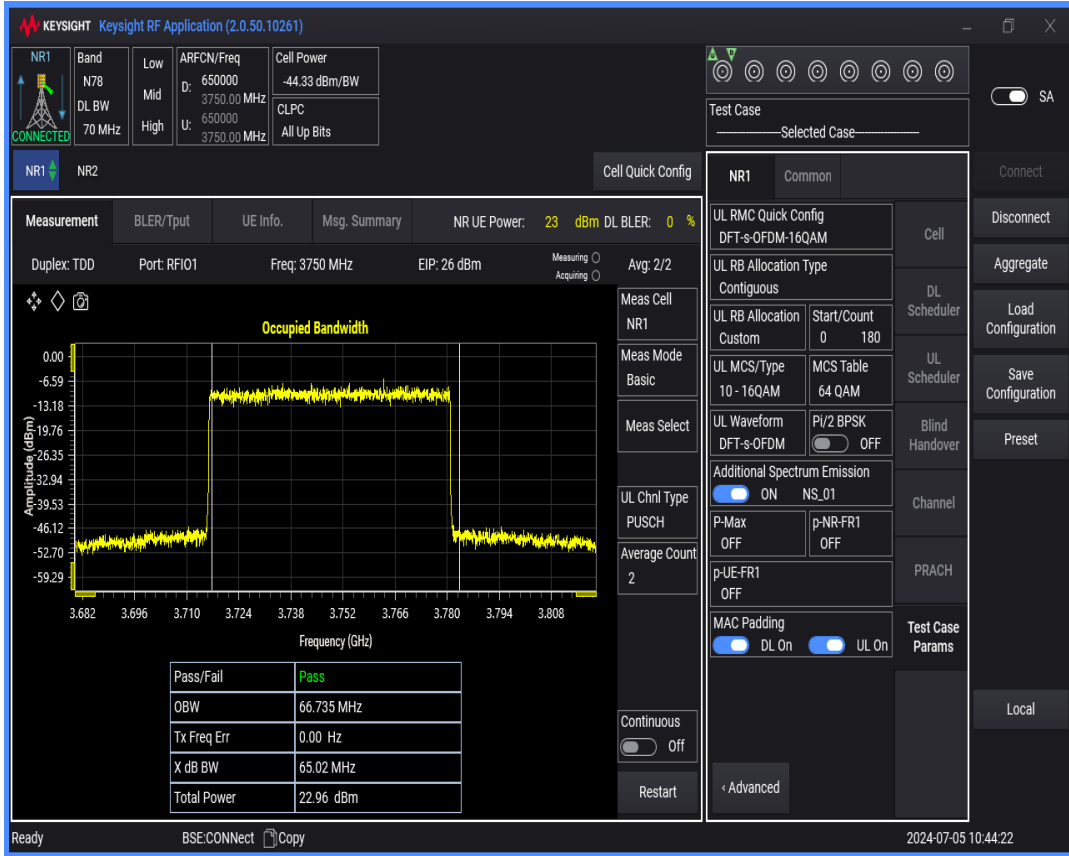 KEYSIGHT Keysight RF Application (2.0.50.10261)
NR1
CONNECTED
Band
N78
DL BW
70 MHz
Low
Mid
High
ARFCN/Freq
D: 650000
3750.00 MHz
U: 650000
3750.00 MHz
Cell Power
-44.33 dBm/BW
CLPC
All Up Bits
Test Case
Selected Case
SA
NR1
NR2
Cell Quick Config
Measurement
BLER/Tput
UE Info.
Msg. Summary
NR UE Power: 23 dBm DL BLER: 0 %
Duplex: TDD
Port: RFIO1
Freq: 3750 MHz
EIP: 26 dBm
Measuring
Acquiring
Avg: 2/2
Occupied Bandwidth
Amplitude (dBm)
0.00
-6.59
-13.18
-19.76
-26.35
-32.94
-39.53
-46.12
-52.70
-59.29
3.682 3.696 3.710 3.724 3.738 3.752 3.766 3.780 3.794 3.808
Frequency (GHz)
Pass/Fail Pass
OBW 66.735 MHz
Tx Freq Err 0.00 Hz
X dB BW 65.02 MHz
Total Power 22.96 dBm
Meas Cell
NR1
Meas Mode
Basic
Meas Select
UL Chnl Type
PUSCH
Average Count
2
Continuous
Off
Restart
NR1
Common
UL RMC Quick Config
DFT-s-OFDM-16QAM
UL RB Allocation Type
Contiguous
UL RB Allocation
Custom
Start/Count
0 180
UL MCS/Type
10 - 16QAM
MCS Table
64 QAM
UL Waveform
DFT-s-OFDM
Pi/2 BPSK
OFF
Additional Spectrum Emission
ON NS_01
P-Max
OFF
p-NR-FR1
OFF
p-UE-FR1
OFF
MAC Padding
DL On UL On
‹ Advanced
Cell
DL
Scheduler
UL
Scheduler
Blind
Handover
Channel
PRACH
Test Case
Params
Connect
Disconnect
Aggregate
Load
Configuration
Save
Configuration
Preset
Local
Ready
BSE:CONNect
Copy
2024-07-05 10:44:22